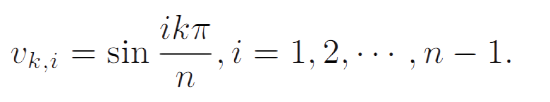 v_{k,i} = \sin \frac{ik\pi}{n}, i = 1, 2, \cdots, n - 1.